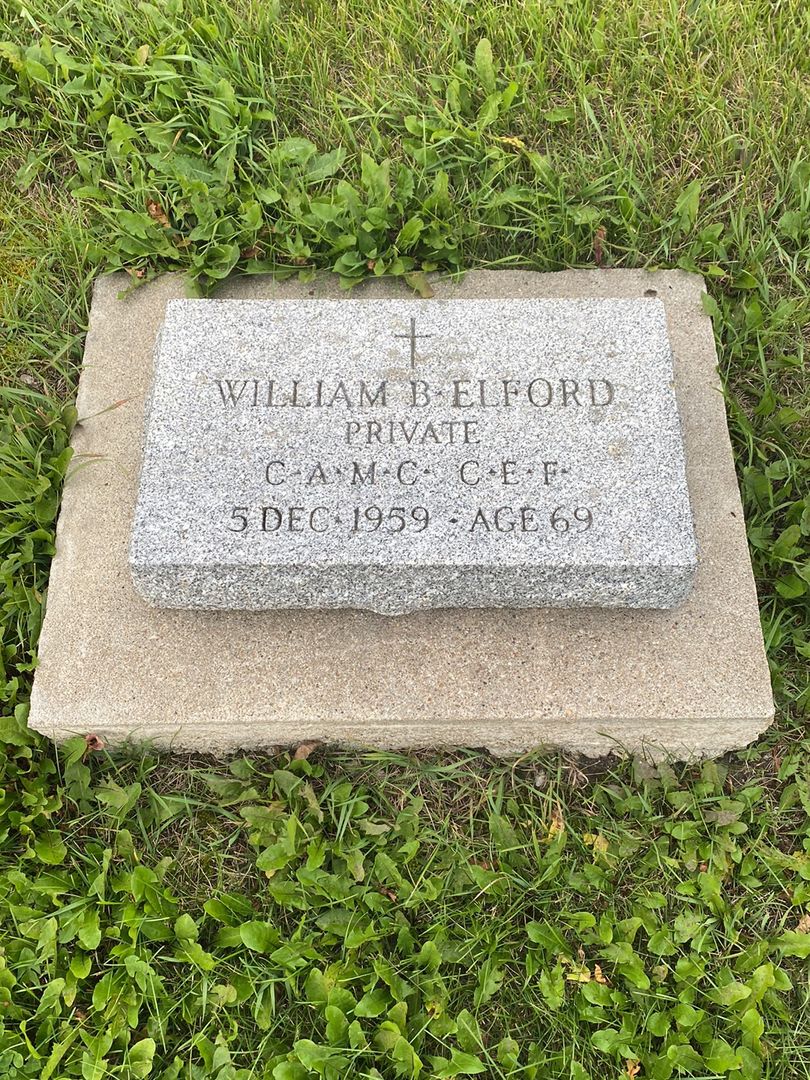 WILLIAM B·ELFORD
PRIVATE
C·A·M·C· C·E·F·
5 DEC·1959 · AGE 69